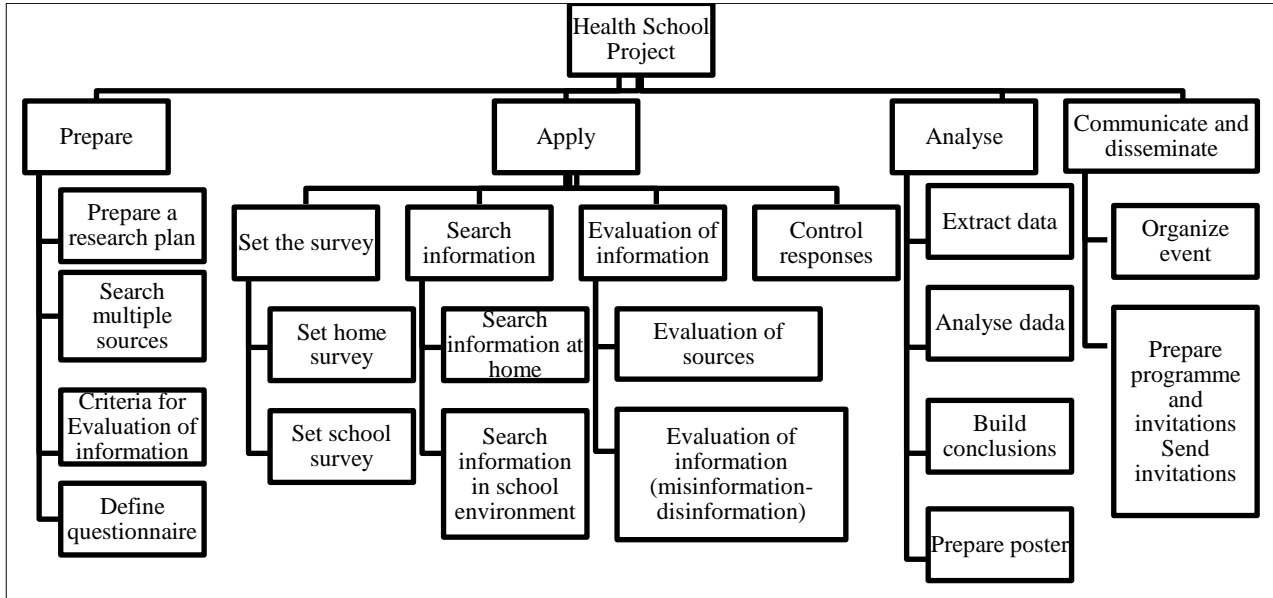 Health School
Project
Prepare
Apply
Analyse
Communicate and
disseminate
Prepare a
research plan
Search
multiple
sources
Criteria for
Evaluation of
information
Define
questionnaire
Set the survey
Set home
survey
Set school
survey
Search
information
Search
information at
home
Search
information
in school
environment
Evaluation of
information
Evaluation of
sources
Evaluation of
information
(misinformation-
disinformation)
Control
responses
Extract data
Analyse dada
Build
conclusions
Prepare poster
Organize
event
Prepare
programme
and
invitations
Send
invitations